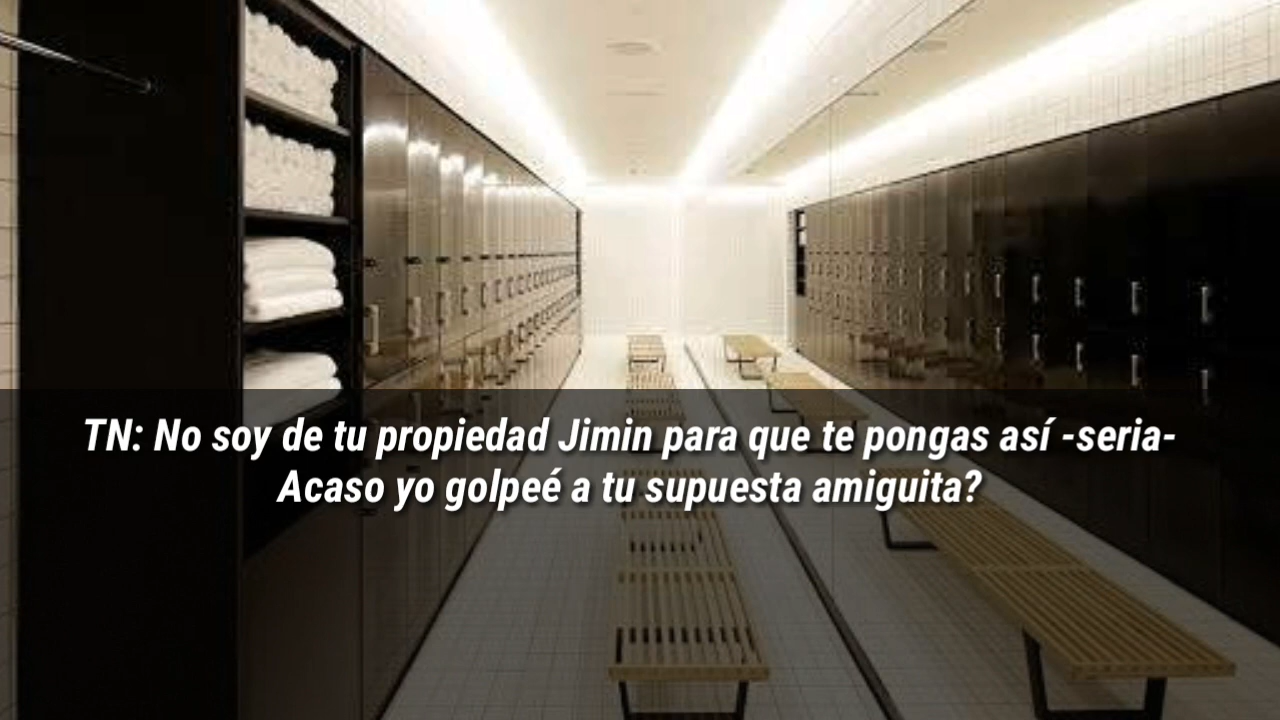 TN: No soy de tu propiedad Jimin para que te pongas así -seria-
Acaso yo golpeé a tu supuesta amiguita?